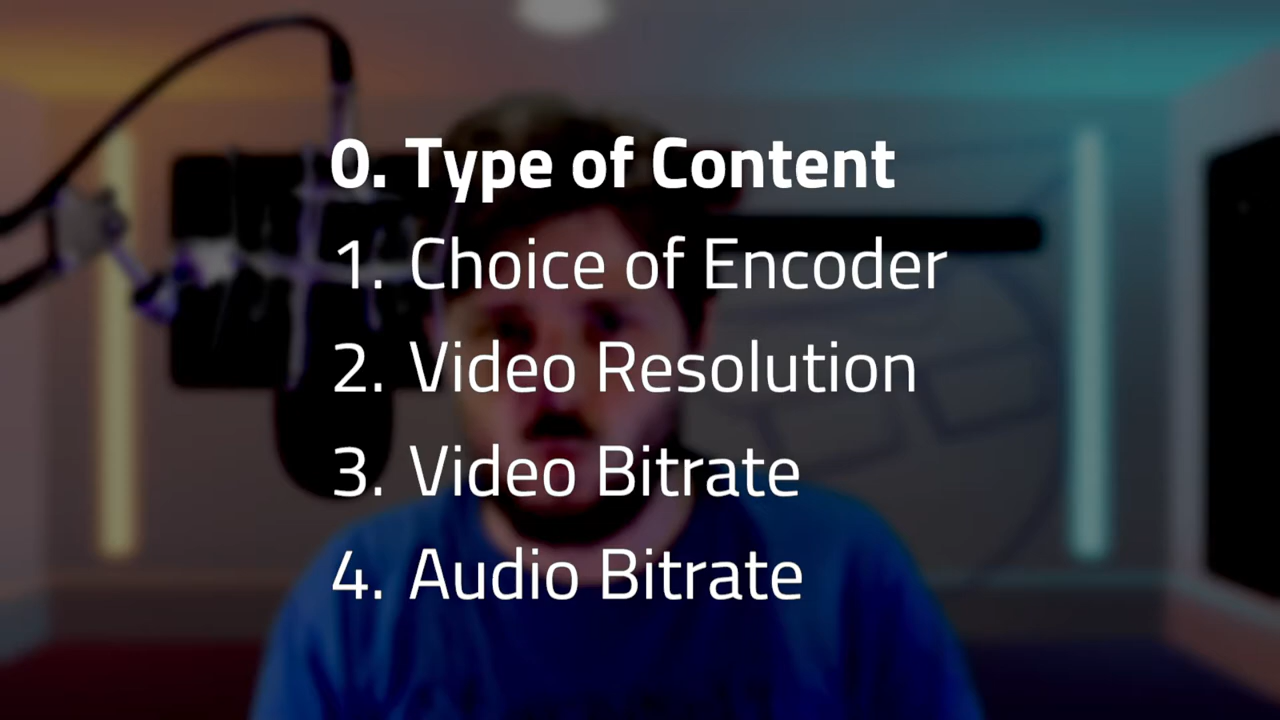 0. Type of Content
1. Choice of Encoder
2. Video Resolution
3. Video Bitrate
4. Audio Bitrate